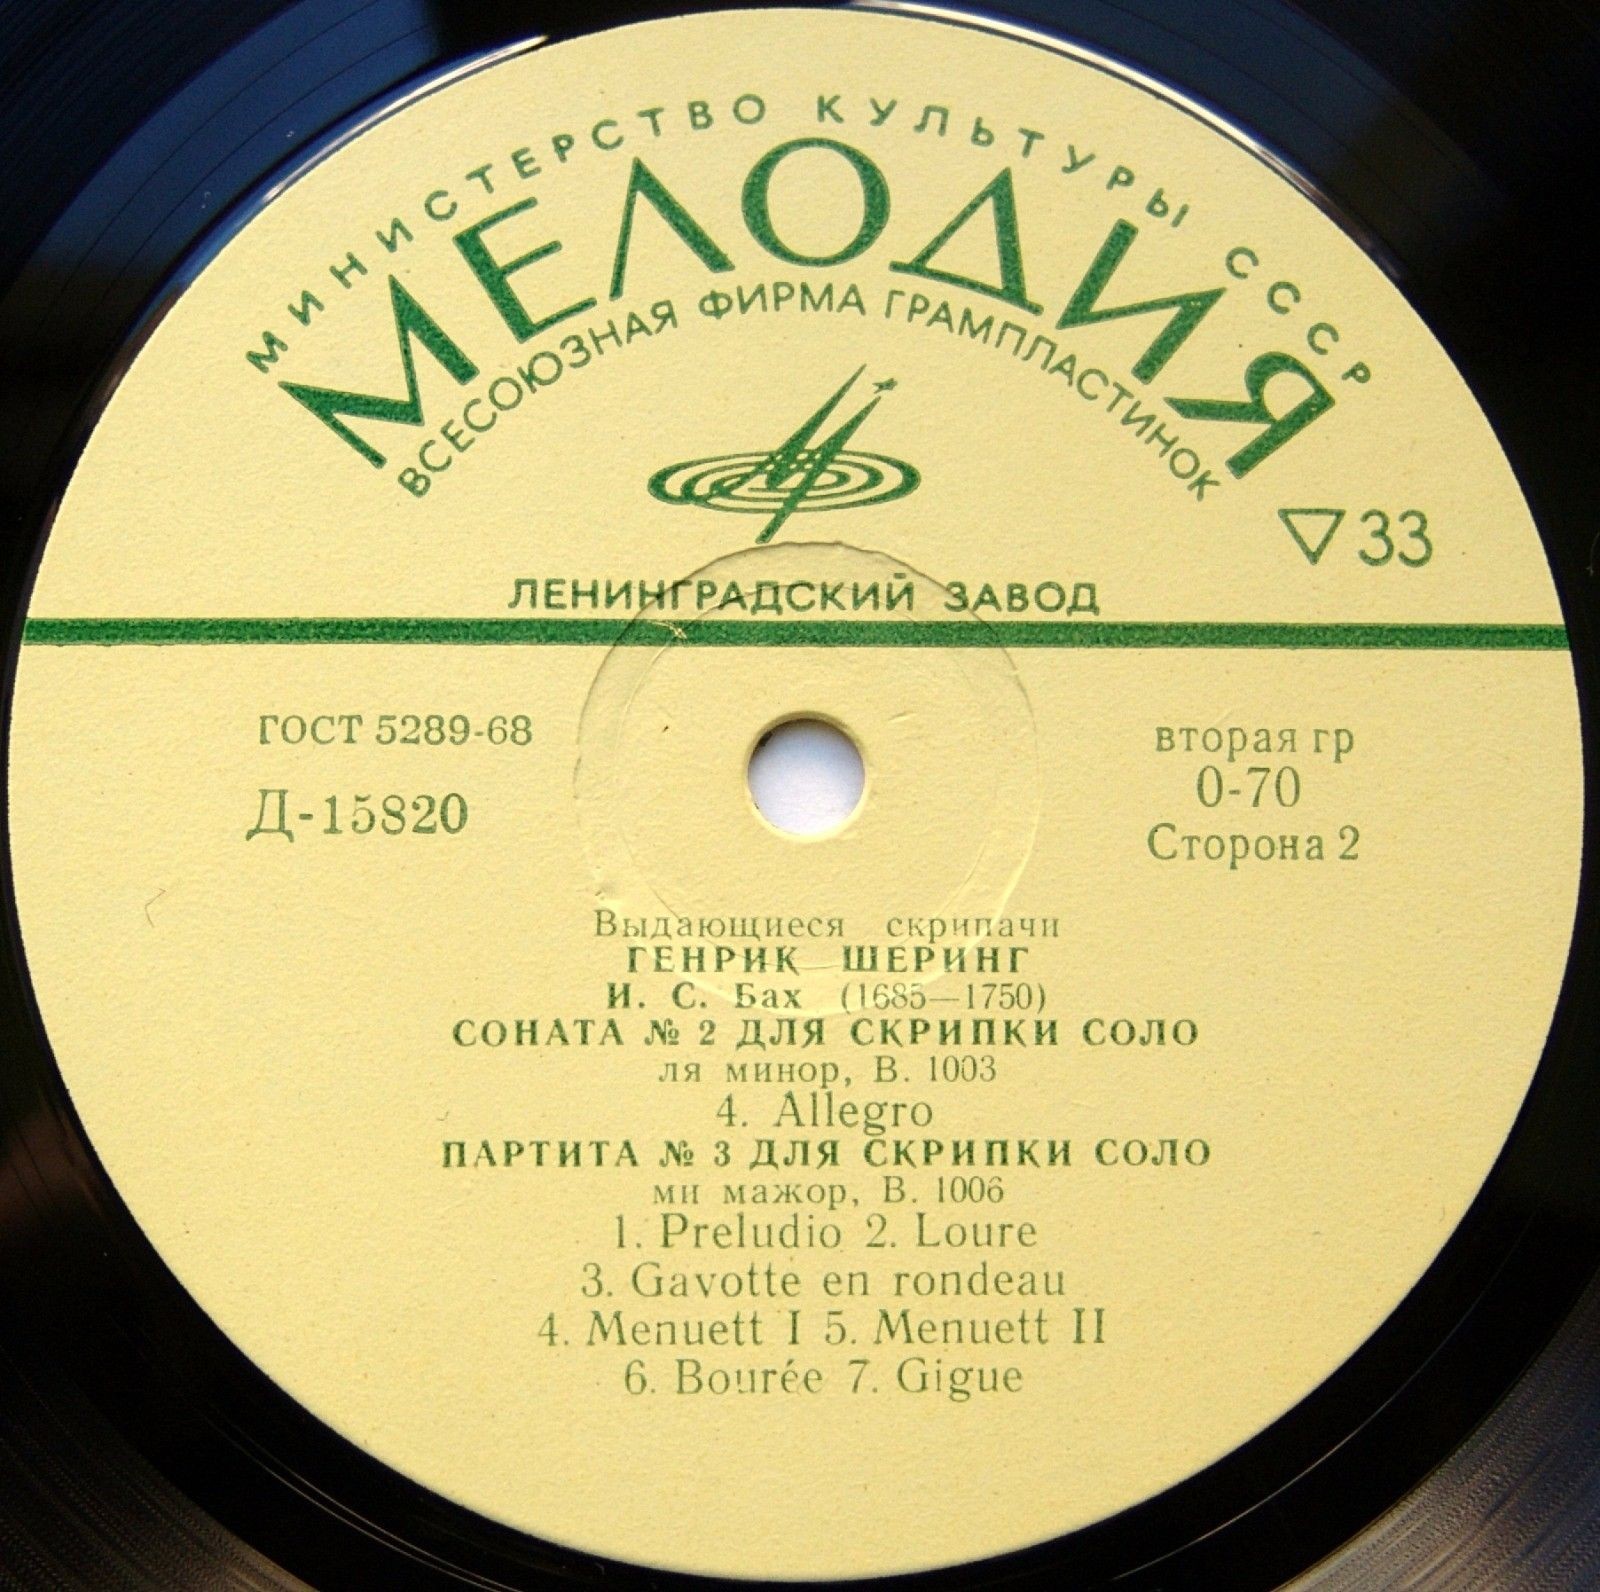 МИНИСТЕРСТВО КУЛЬТУРЫ СССР
МЕЛОДИЯ
ВСЕСОЮЗНАЯ ФИРМА ГРАМПЛАСТИНОК
33
ЛЕНИНГРАДСКИЙ ЗАВОД
ГОСТ 5289-68
Д-15820
вторая гр
0-70
Сторона 2
Выдающиеся скрипачи
ГЕНРИК ШЕРИНГ
И. С. Бах (1685—1750)
СОНАТА № 2 ДЛЯ СКРИПКИ СОЛО
ля минор, В. 1003
4. Allegro
ПАРТИТА № 3 ДЛЯ СКРИПКИ СОЛО
ми мажор, В. 1006
1. Preludio 2. Loure
3. Gavotte en rondeau
4. Menuett I 5. Menuett II
6. Bourée 7. Gigue